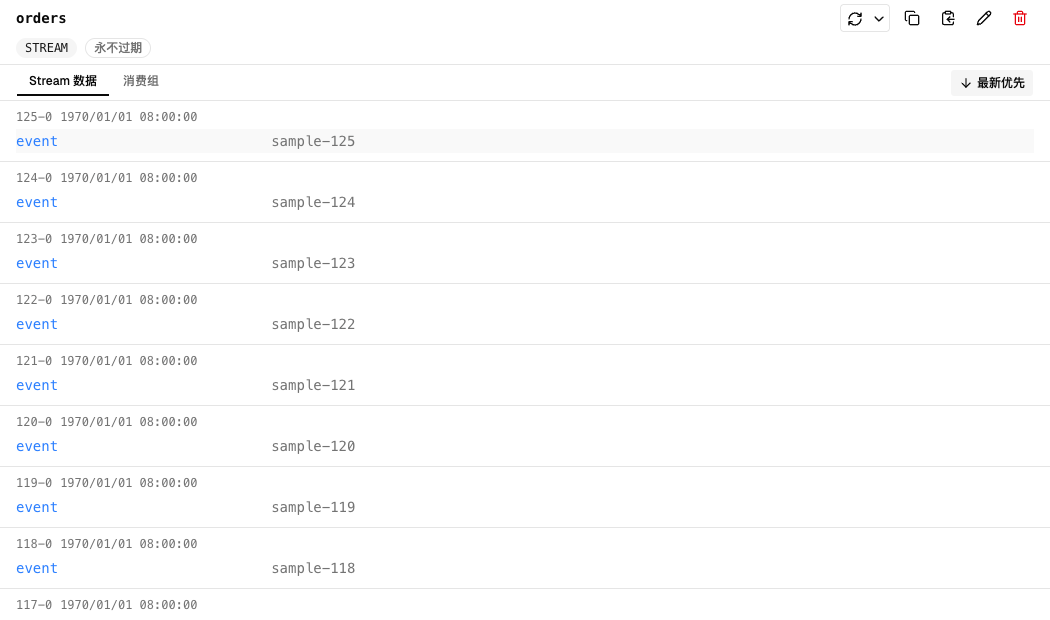 orders
STREAM 永不过期
Stream 数据 消费组 最新优先
125-0 1970/01/01 08:00:00
event sample-125
124-0 1970/01/01 08:00:00
event sample-124
123-0 1970/01/01 08:00:00
event sample-123
122-0 1970/01/01 08:00:00
event sample-122
121-0 1970/01/01 08:00:00
event sample-121
120-0 1970/01/01 08:00:00
event sample-120
119-0 1970/01/01 08:00:00
event sample-119
118-0 1970/01/01 08:00:00
event sample-118
117-0 1970/01/01 08:00:00